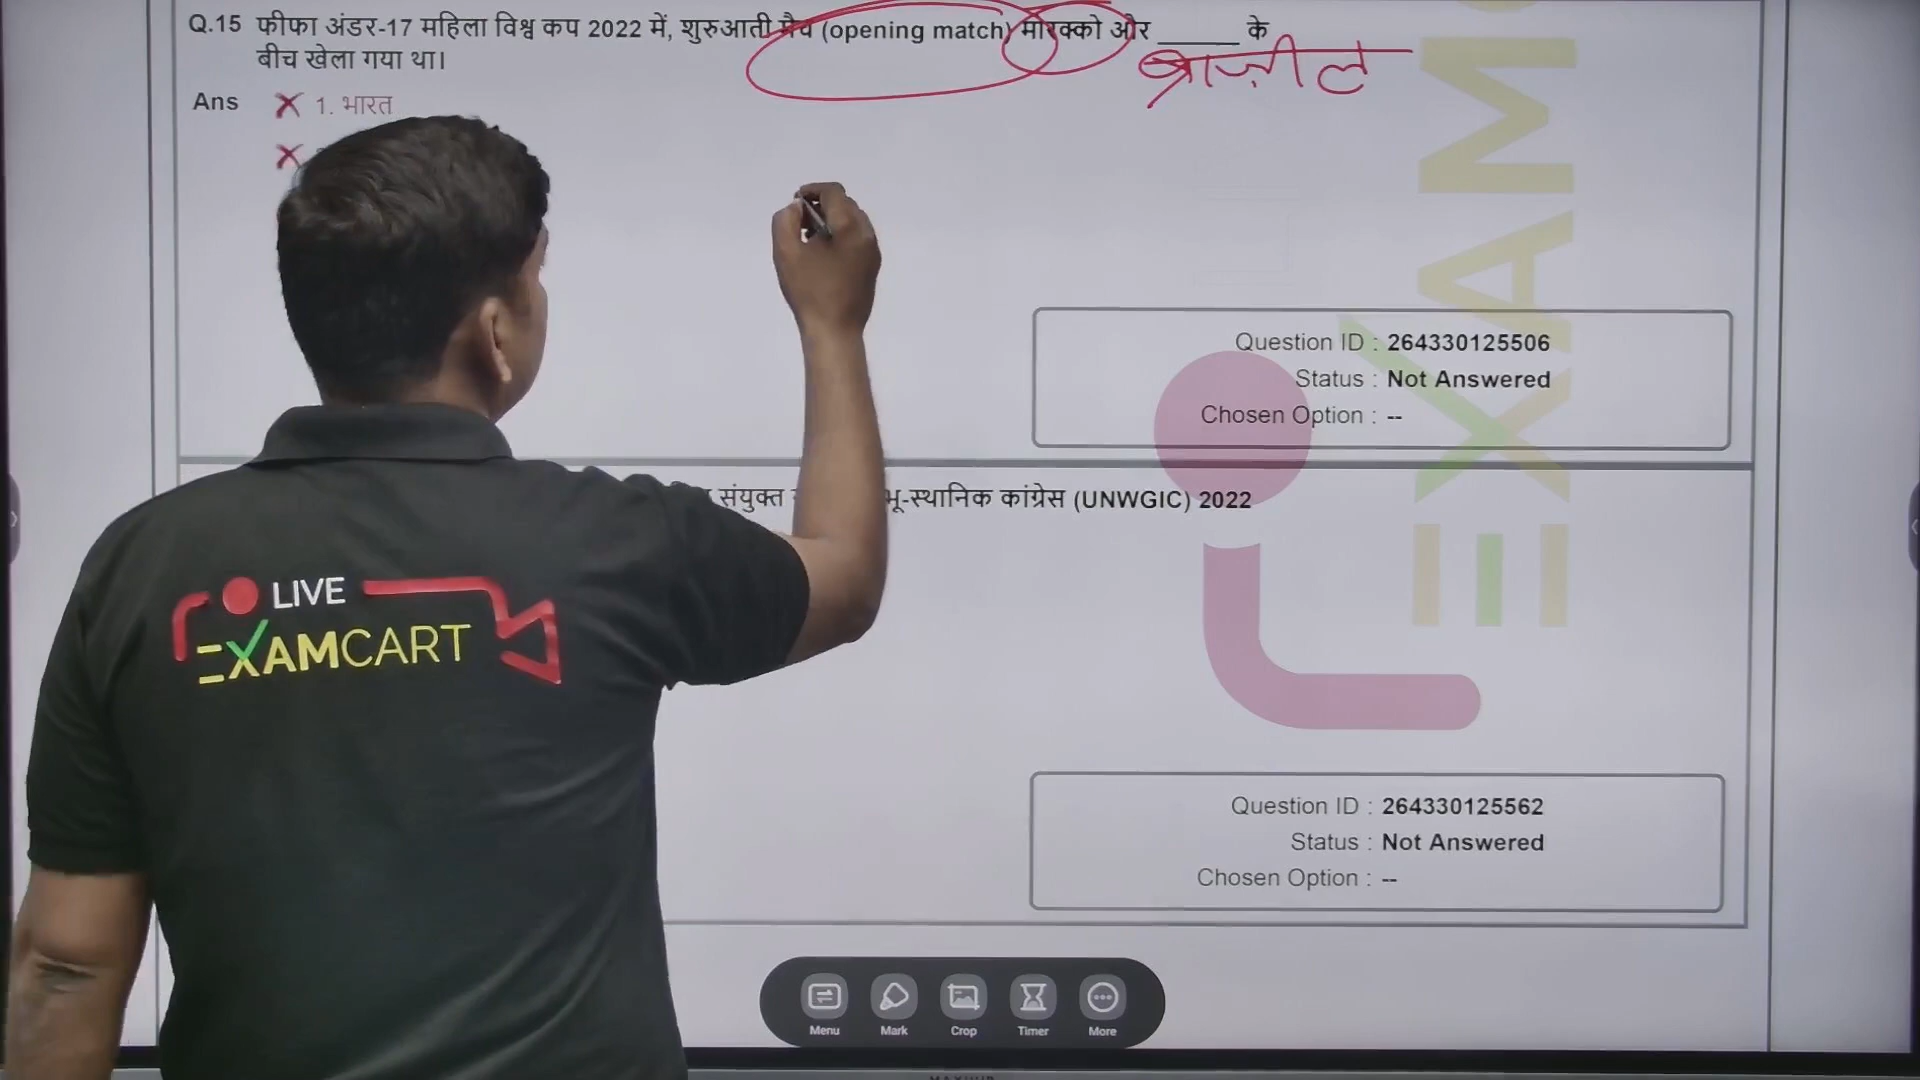 Q.15 फीफा अंडर-17 महिला विश्व कप 2022 में, शुरुआती मैच (opening match) मोरक्को और ______ के
ब्राज़ील
बीच खेला गया था।
Ans
1. भारत
Question ID : 264330125506
Status : Not Answered
Chosen Option : --
संयुक्त भू-स्थानिक कांग्रेस (UNWGIC) 2022
Question ID : 264330125562
Status : Not Answered
Chosen Option : --
LIVE
EXAMCART
EXAM
Menu
Mark
Crop
Timer
More